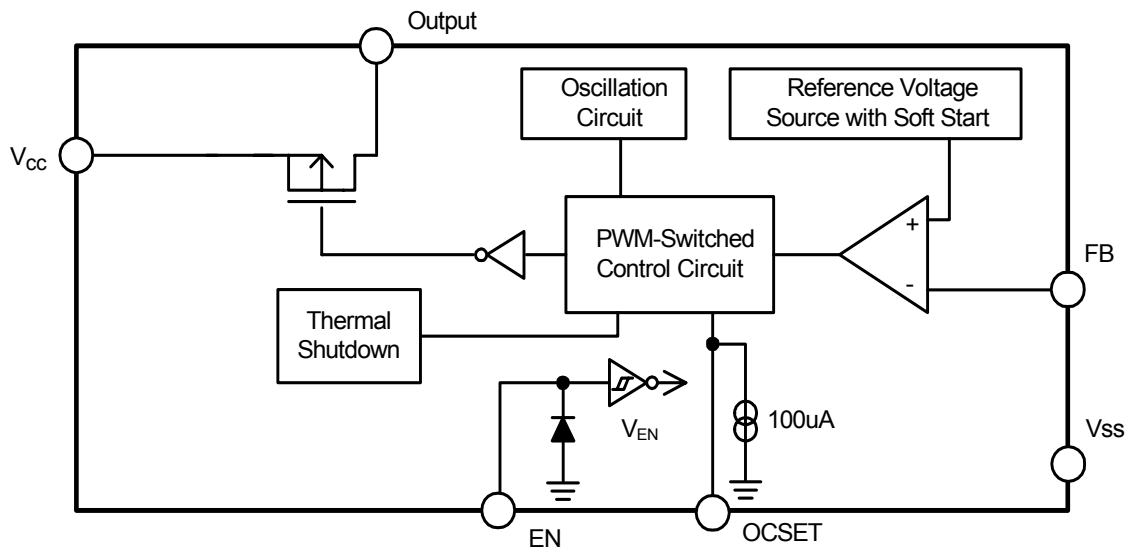 Output
Oscillation
Circuit
Reference Voltage
Source with Soft Start
VCC
+
PWM-Switched
Control Circuit
-
FB
Thermal
Shutdown
VEN
100uA
Vss
EN
OCSET